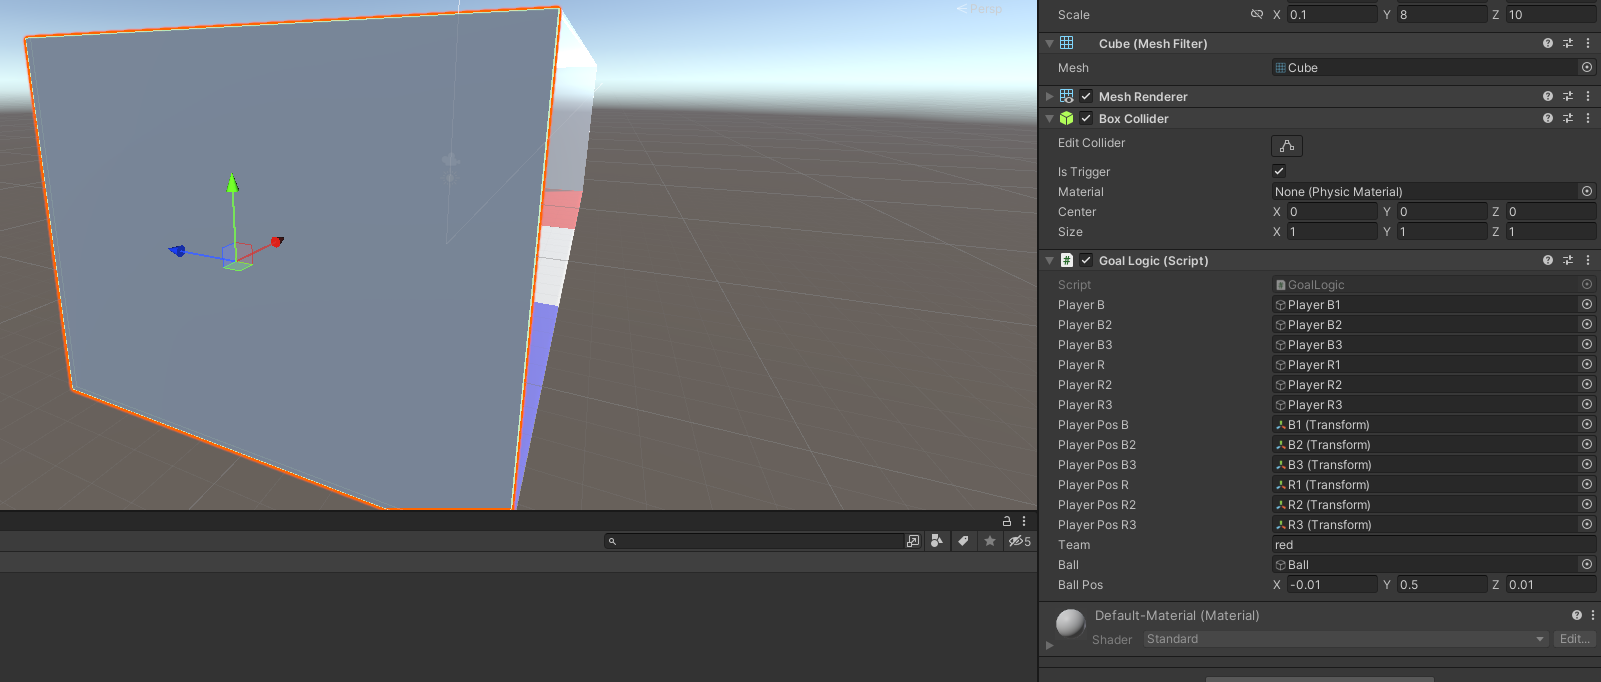 Persp
Scale X 0.1 Y 8 Z 10
Cube (Mesh Filter)
Mesh Cube
Mesh Renderer
Box Collider
Edit Collider
Is Trigger
Material None (Physic Material)
Center X 0 Y 0 Z 0
Size X 1 Y 1 Z 1
# Goal Logic (Script)
Script GoalLogic
Player B Player B1
Player B2 Player B2
Player B3 Player B3
Player R Player R1
Player R2 Player R2
Player R3 Player R3
Player Pos B B1 (Transform)
Player Pos B2 B2 (Transform)
Player Pos B3 B3 (Transform)
Player Pos R R1 (Transform)
Player Pos R2 R2 (Transform)
Player Pos R3 R3 (Transform)
Team red
Ball Ball
Ball Pos X -0.01 Y 0.5 Z 0.01
Default-Material (Material)
Shader Standard Edit...
5